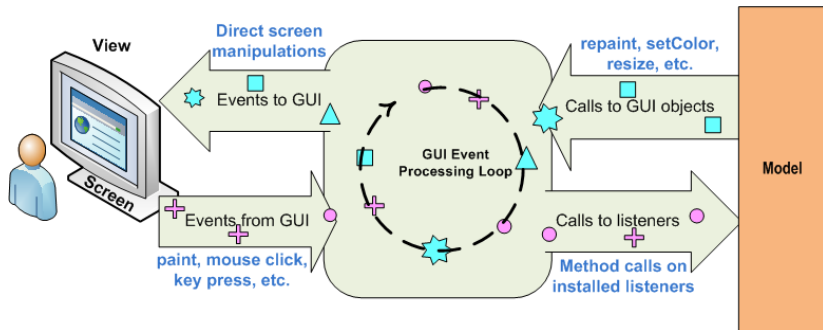 View
Direct screen
manipulations
Events to GUI
Screen
Events from GUI
paint, mouse click,
key press, etc.
GUI Event
Processing Loop
repaint, setColor,
resize, etc.
Calls to GUI objects
Calls to listeners
Method calls on
installed listeners
Model